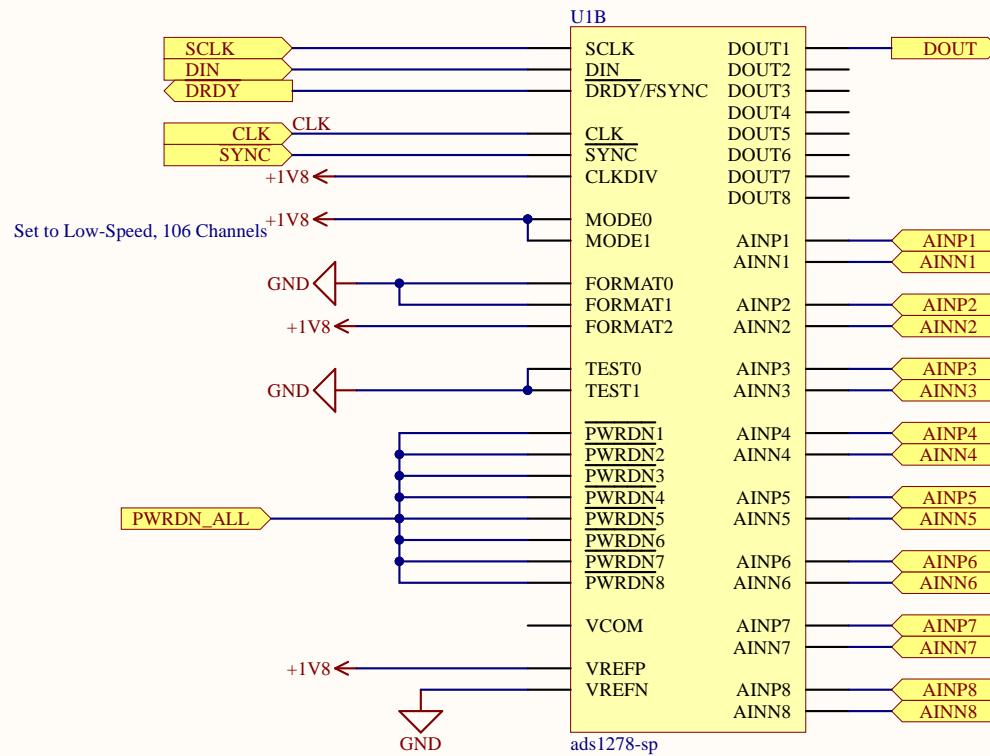 U1B
SCLK SCLK DOUT1 DOUT
DIN DIN DOUT2
DRDY DRDY/FSYNC DOUT3
DOUT4
CLK CLK CLK DOUT5
SYNC SYNC DOUT6
+1V8 CLKDIV DOUT7
DOUT8
+1V8 MODE0
Set to Low-Speed, 106 Channels
MODE1 AINP1 AINP1
AINN1 AINN1
GND FORMAT0
FORMAT1 AINP2 AINP2
+1V8 FORMAT2 AINN2 AINN2
TEST0 AINP3 AINP3
GND TEST1 AINN3 AINN3
PWRDN1 AINP4 AINP4
PWRDN2 AINN4 AINN4
PWRDN3
PWRDN4 AINP5 AINP5
PWRDN_ALL PWRDN5 AINN5 AINN5
PWRDN6
PWRDN7 AINP6 AINP6
PWRDN8 AINN6 AINN6
VCOM AINP7 AINP7
AINN7 AINN7
+1V8 VREFP
VREFN AINP8 AINP8
AINN8 AINN8
GND
ads1278-sp